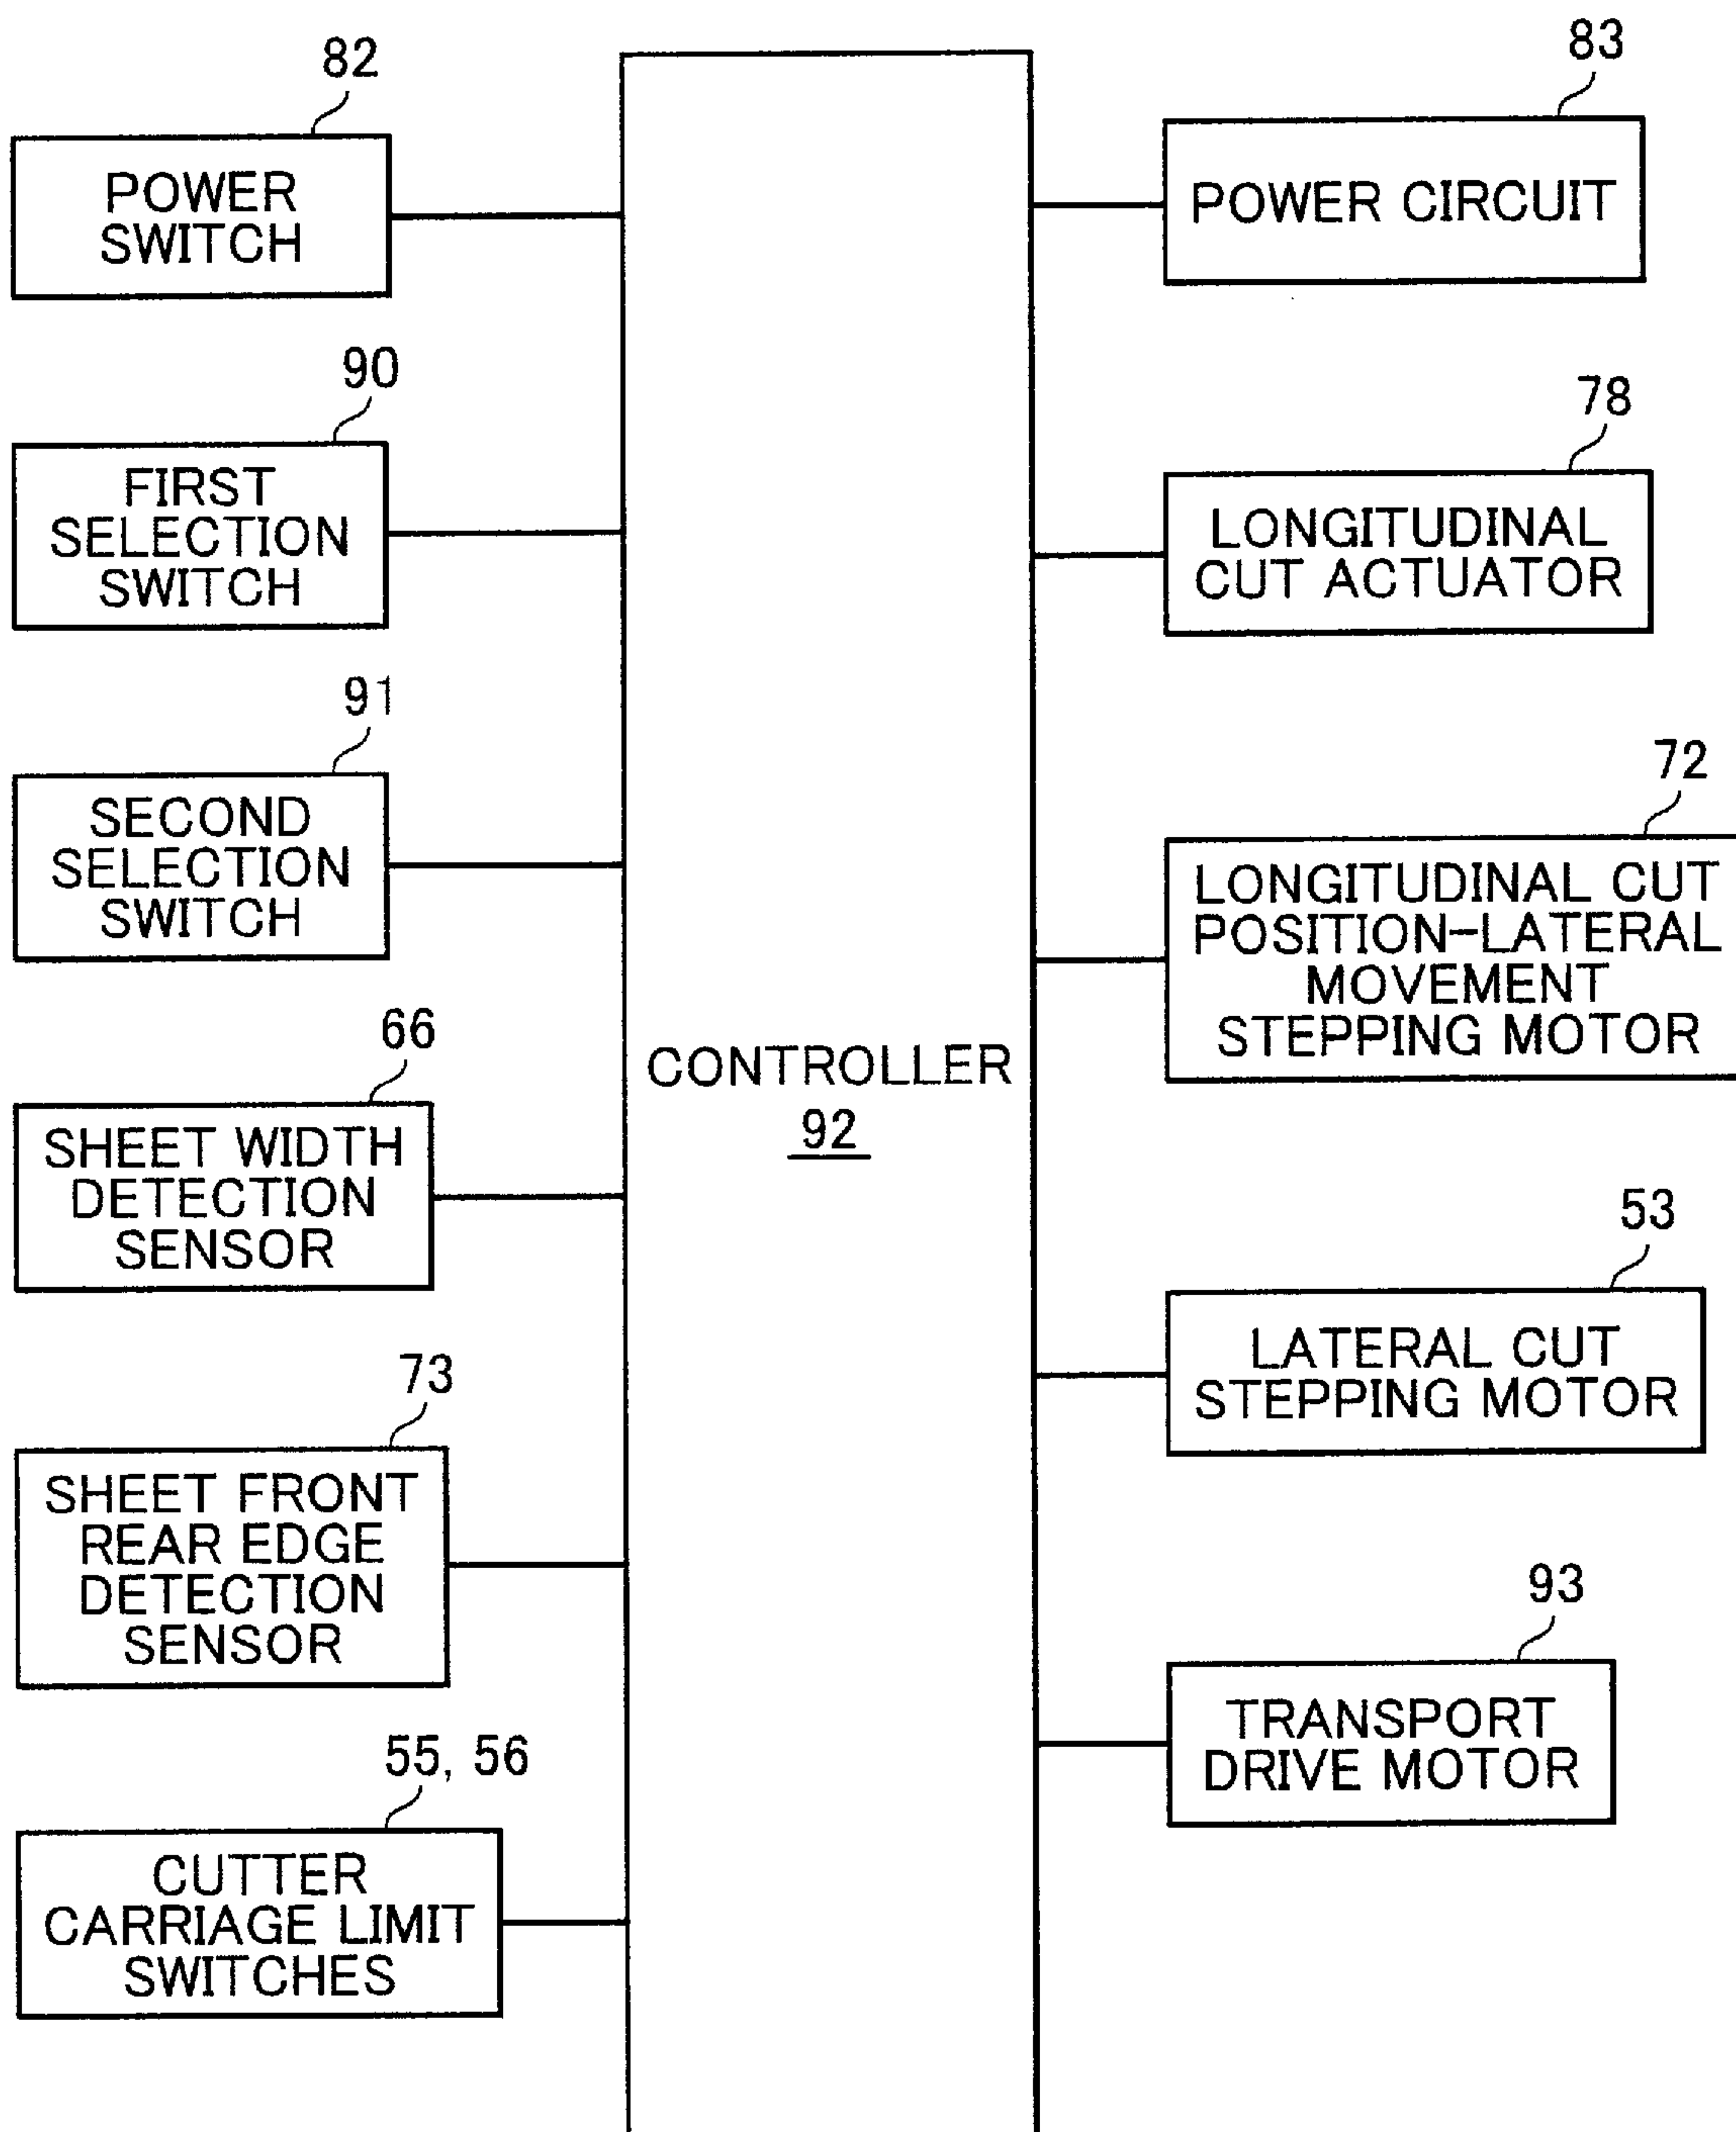 82
POWER
SWITCH
90
FIRST
SELECTION
SWITCH
91
SECOND
SELECTION
SWITCH
66
SHEET WIDTH
DETECTION
SENSOR
73
SHEET FRONT
REAR EDGE
DETECTION
SENSOR
55, 56
CUTTER
CARRIAGE LIMIT
SWITCHES
CONTROLLER
92
83
POWER CIRCUIT
78
LONGITUDINAL
CUT ACTUATOR
72
LONGITUDINAL CUT
POSITION-LATERAL
MOVEMENT
STEPPING MOTOR
53
LATERAL CUT
STEPPING MOTOR
93
TRANSPORT
DRIVE MOTOR